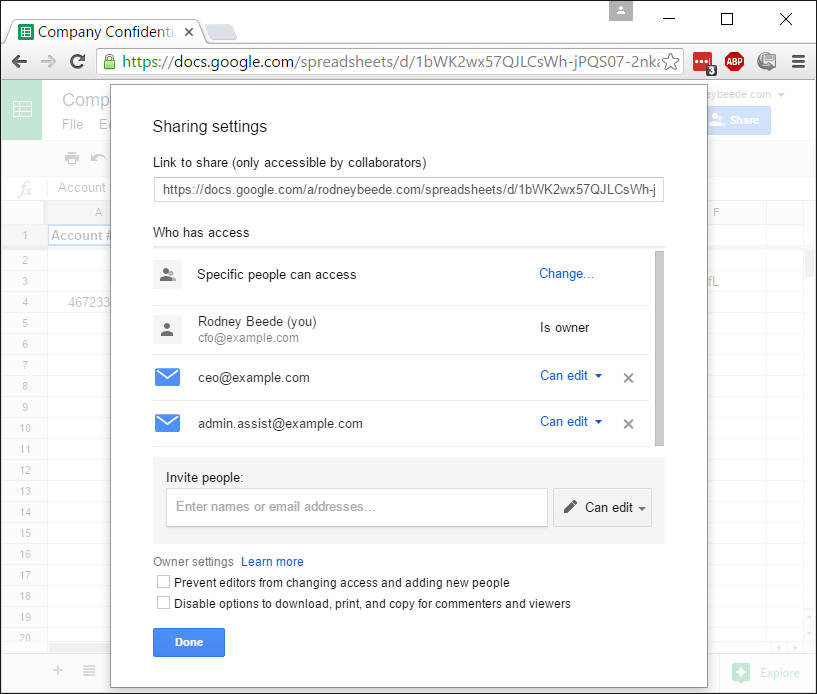 Company Confidenti
https://docs.google.com/spreadsheets/d/1bWK2wx57QJLCsWh-jPQS07-2nk
3
ABP
Comp
eybeede.com
File
Share
Sharing settings
Link to share (only accessible by collaborators)
https://docs.google.com/a/rodneybeede.com/spreadsheets/d/1bWK2wx57QJLCsWh-j
fx
Account
A
F
1
Account #
Who has access
2
Specific people can access
Change...
3
fL
4
467233
Rodney Beede (you)
cfo@example.com
Is owner
5
6
7
ceo@example.com
Can edit
8
9
admin.assist@example.com
Can edit
10
11
12
Invite people:
13
Enter names or email addresses...
Can edit
14
15
16
Owner settings Learn more
17
Prevent editors from changing access and adding new people
18
Disable options to download, print, and copy for commenters and viewers
19
20
Done
Explore